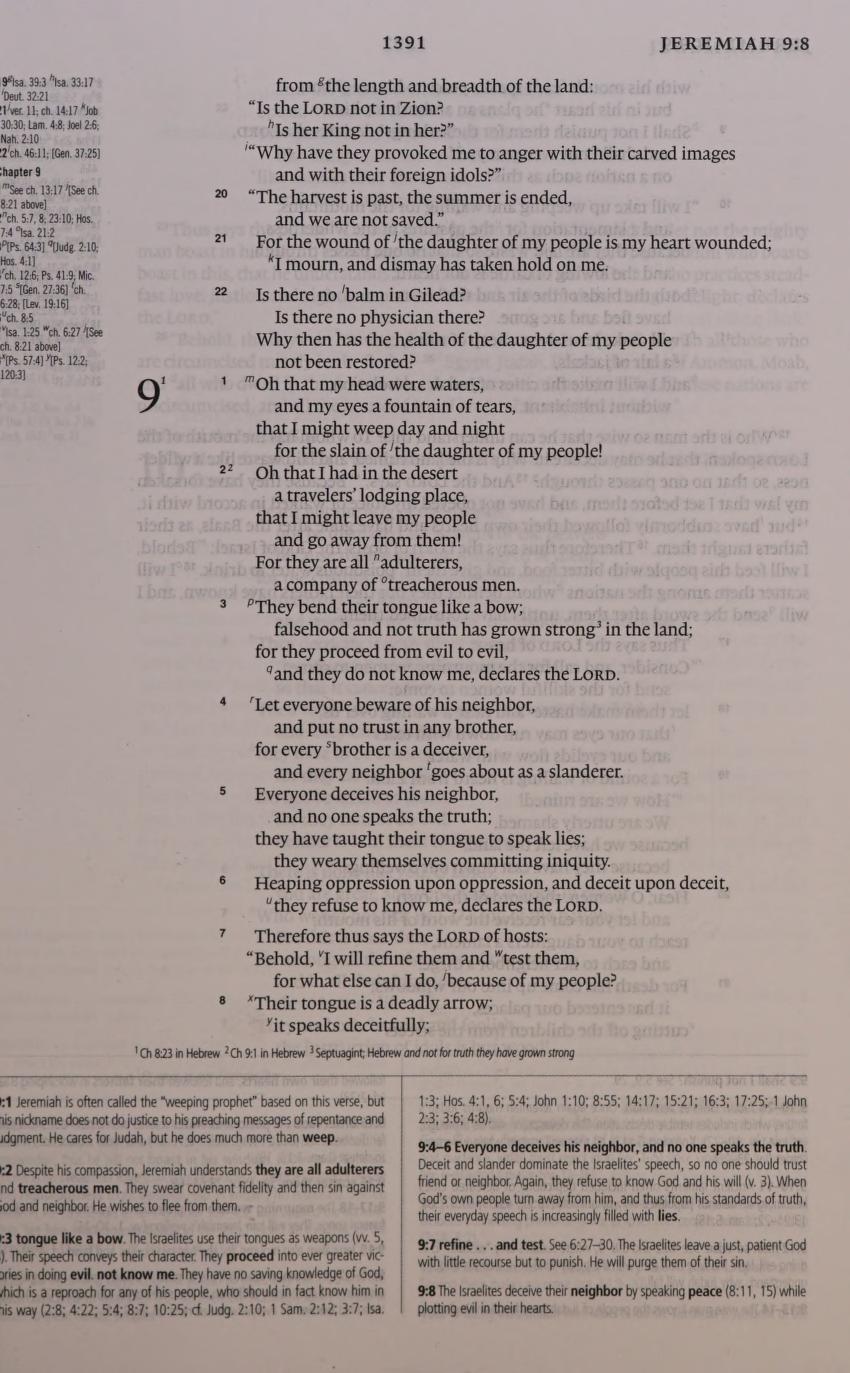 1391 JEREMIAH 9:8
9 g Isa. 39:3 h Isa. 33:17
i Deut. 32:21
1 j ver. 11; ch. 14:17 k Job
30:30; Lam. 4:8; Joel 2:6;
Nah. 2:10
2 l ch. 46:11; [Gen. 37:25]
hapter 9
m See ch. 13:17 j [See ch.
8:21 above]
n ch. 5:7, 8; 23:10; Hos.
7:4 o Isa. 21:2
p [Ps. 64:3] q [Judg. 2:10;
Hos. 4:1]
r ch. 12:6; Ps. 41:9; Mic.
7:5 s [Gen. 27:36] t ch.
6:28; [Lev. 19:16]
u ch. 8:5
v Isa. 1:25 w ch. 6:27 j [See
ch. 8:21 above]
x [Ps. 57:4] y [Ps. 12:2;
120:3]
from g the length and breadth of the land:
“Is the LORD not in Zion?
h Is her King not in her?”
i “Why have they provoked me to anger with their carved images
and with their foreign idols?”
20 “The harvest is past, the summer is ended,
and we are not saved.”
21 For the wound of j the daughter of my people is my heart wounded;
k I mourn, and dismay has taken hold on me.
22 Is there no l balm in Gilead?
Is there no physician there?
Why then has the health of the daughter of my people
not been restored?
9 1 1 m Oh that my head were waters,
and my eyes a fountain of tears,
that I might weep day and night
for the slain of j the daughter of my people!
2 2 Oh that I had in the desert
a travelers’ lodging place,
that I might leave my people
and go away from them!
For they are all n adulterers,
a company of o treacherous men.
3 p They bend their tongue like a bow;
falsehood and not truth has grown strong 3 in the land;
for they proceed from evil to evil,
q and they do not know me, declares the LORD.
4 r Let everyone beware of his neighbor,
and put no trust in any brother,
for every s brother is a deceiver,
and every neighbor t goes about as a slanderer.
5 Everyone deceives his neighbor,
and no one speaks the truth;
they have taught their tongue to speak lies;
they weary themselves committing iniquity.
6 Heaping oppression upon oppression, and deceit upon deceit,
u they refuse to know me, declares the LORD.
7 Therefore thus says the LORD of hosts:
“Behold, v I will refine them and w test them,
for what else can I do, j because of my people?
8 x Their tongue is a deadly arrow;
y it speaks deceitfully;
1 Ch 8:23 in Hebrew 2 Ch 9:1 in Hebrew 3 Septuagint; Hebrew and not for truth they have grown strong
:1 Jeremiah is often called the “weeping prophet” based on this verse, but
his nickname does not do justice to his preaching messages of repentance and
udgment. He cares for Judah, but he does much more than weep.
:2 Despite his compassion, Jeremiah understands they are all adulterers
nd treacherous men. They swear covenant fidelity and then sin against
od and neighbor. He wishes to flee from them.
:3 tongue like a bow. The Israelites use their tongues as weapons (vv. 5,
). Their speech conveys their character. They proceed into ever greater vic-
ories in doing evil. not know me. They have no saving knowledge of God,
which is a reproach for any of his people, who should in fact know him in
his way (2:8; 4:22; 5:4; 8:7; 10:25; cf. Judg. 2:10; 1 Sam. 2:12; 3:7; Isa.
1:3; Hos. 4:1, 6; 5:4; John 1:10; 8:55; 14:17; 15:21; 16:3; 17:25; 1 John
2:3; 3:6; 4:8).
9:4–6 Everyone deceives his neighbor, and no one speaks the truth.
Deceit and slander dominate the Israelites’ speech, so no one should trust
friend or neighbor. Again, they refuse to know God and his will (v. 3). When
God’s own people turn away from him, and thus from his standards of truth,
their everyday speech is increasingly filled with lies.
9:7 refine . . . and test. See 6:27–30. The Israelites leave a just, patient God
with little recourse but to punish. He will purge them of their sin.
9:8 The Israelites deceive their neighbor by speaking peace (8:11, 15) while
plotting evil in their hearts.